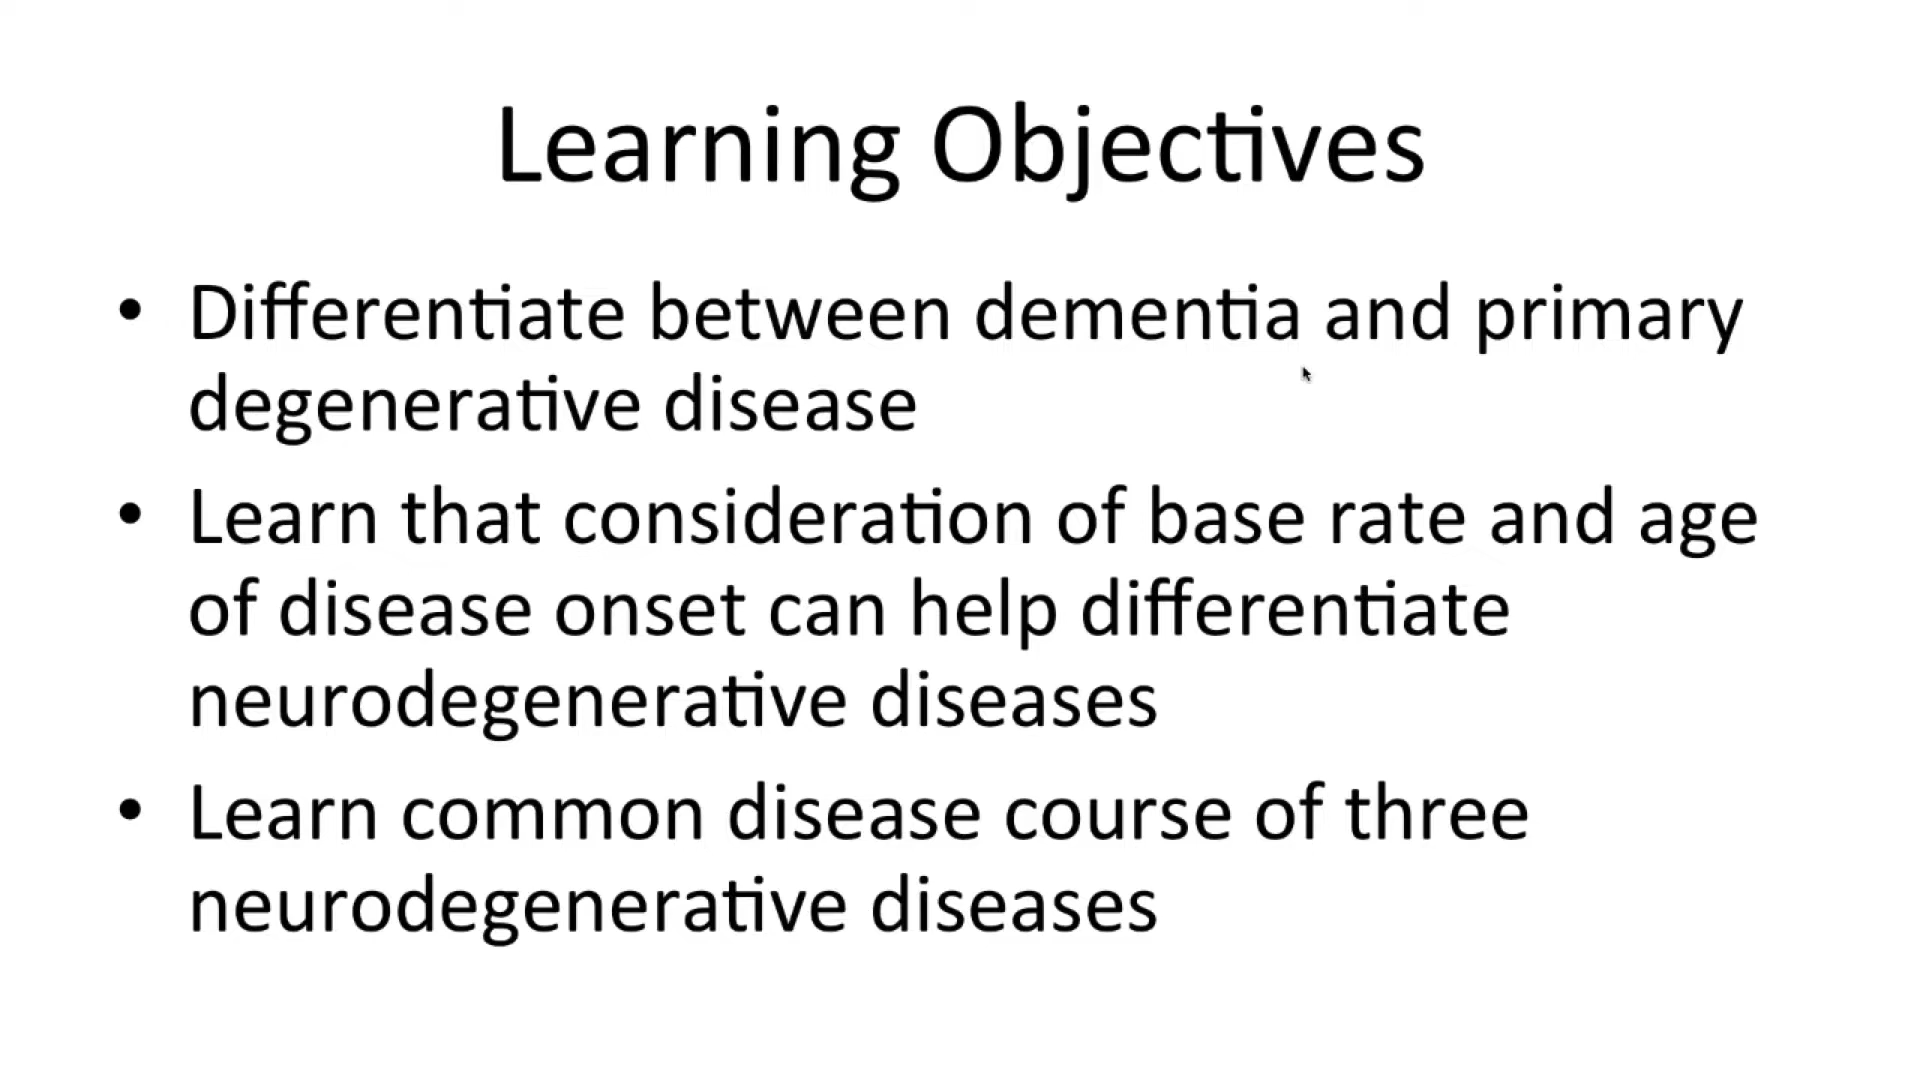 Learning Objectives
• Differentiate between dementia and primary
degenerative disease
• Learn that consideration of base rate and age
of disease onset can help differentiate
neurodegenerative diseases
• Learn common disease course of three
neurodegenerative diseases